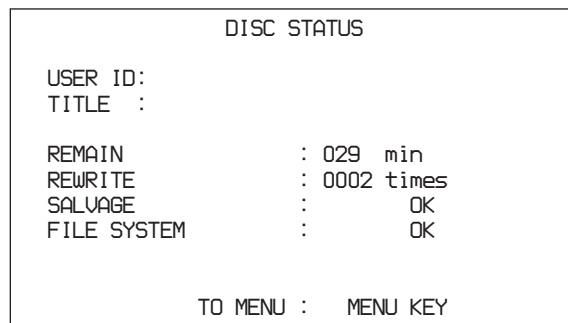 DISC STATUS
USER ID:
TITLE :
REMAIN : 029 min
REWRITE : 0002 times
SALVAGE : OK
FILE SYSTEM : OK
TO MENU : MENU KEY